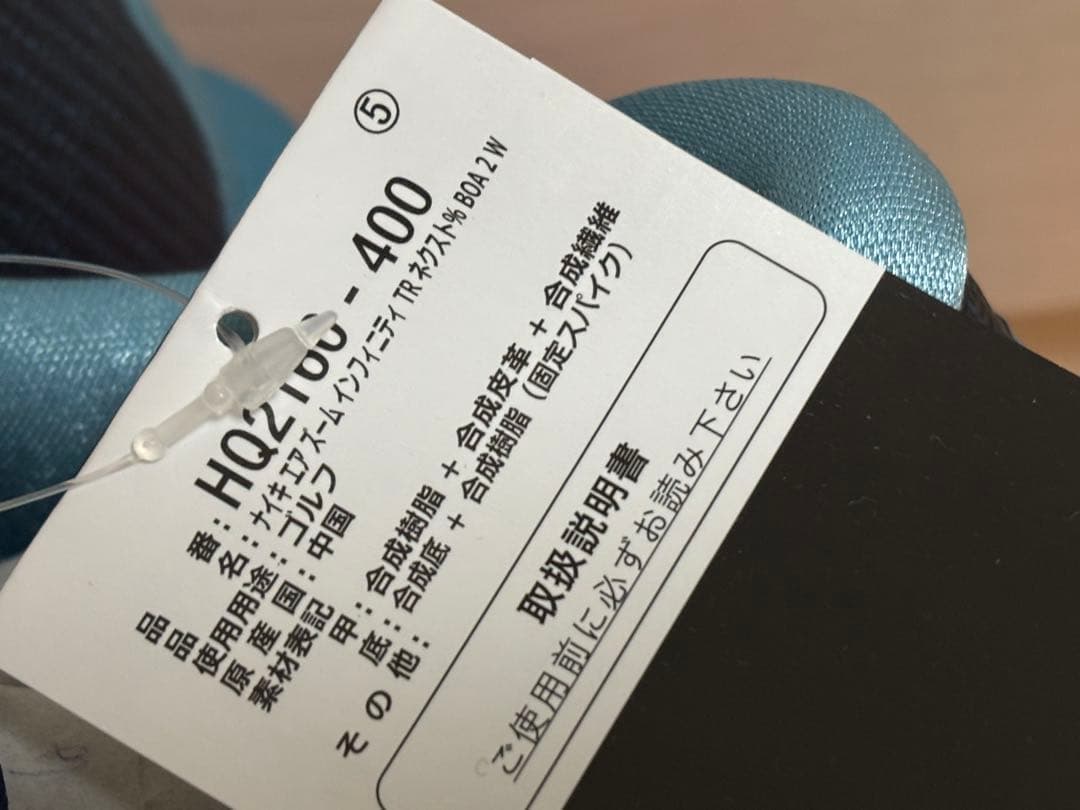 ⑤
品番: HQ2160-400
品名: ナイキ エア ズーム インフィニティ TR ネクスト% BOA 2 W
使用用途: ゴルフ
原産国: 中国
素材表記
甲: 合成樹脂 + 合成皮革 + 合成繊維
底: 合成底 + 合成樹脂 (固定スパイク)
その他:
取扱説明書
ご使用前に必ずお読み下さい